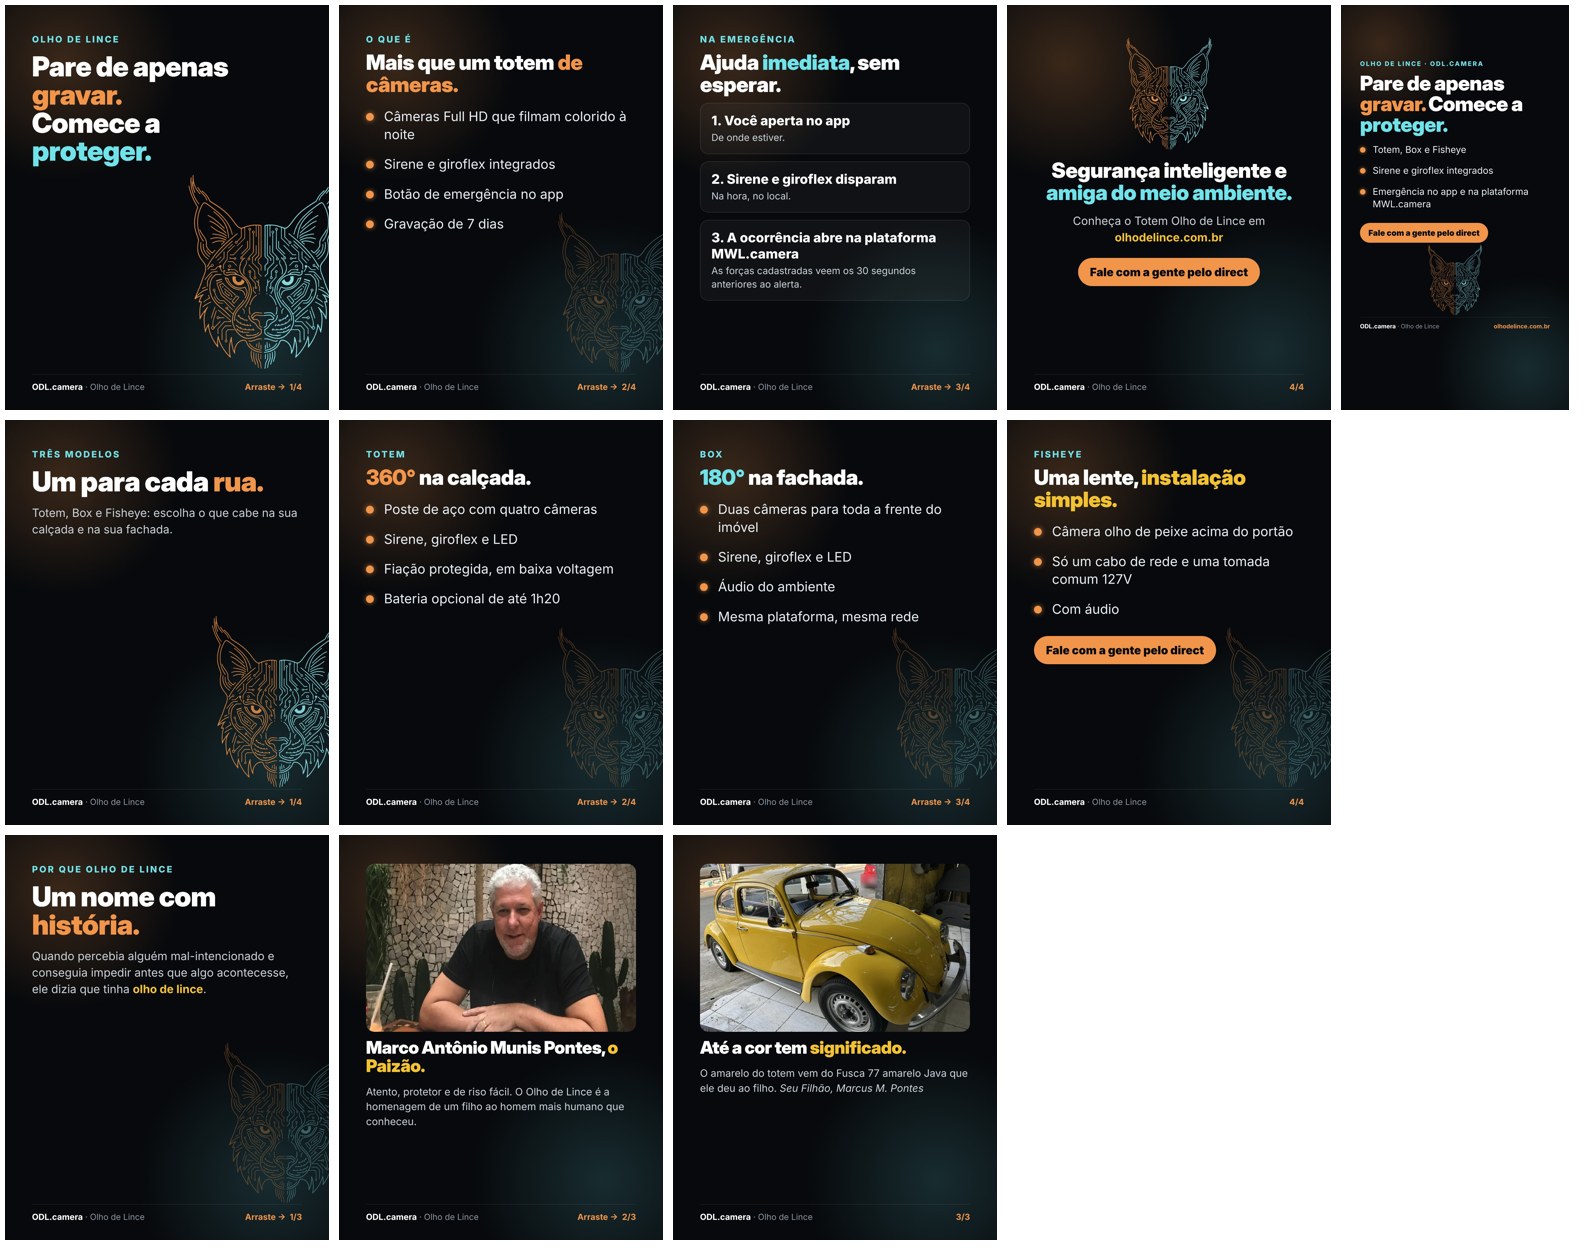 OLHO DE LINCE
Pare de apenas
gravar.
Comece a
proteger.
ODL.camera · Olho de Lince
Arraste → 1/4
O QUE É
Mais que um totem de
câmeras.
Câmeras Full HD que filmam colorido à
noite
Sirene e giroflex integrados
Botão de emergência no app
Gravação de 7 dias
ODL.camera · Olho de Lince
Arraste → 2/4
NA EMERGÊNCIA
Ajuda imediata, sem
esperar.
1. Você aperta no app
De onde estiver.
2. Sirene e giroflex disparam
Na hora, no local.
3. A ocorrência abre na plataforma
MWL.camera
As forças cadastradas veem os 30 segundos
anteriores ao alerta.
ODL.camera · Olho de Lince
Arraste → 3/4
Segurança inteligente e
amiga do meio ambiente.
Conheça o Totem Olho de Lince em
olhodelince.com.br
Fale com a gente pelo direct
ODL.camera · Olho de Lince
4/4
OLHO DE LINCE · ODL.CAMERA
Pare de apenas
gravar. Comece a
proteger.
Totem, Box e Fisheye
Sirene e giroflex integrados
Emergência no app e na plataforma
MWL.camera
Fale com a gente pelo direct
ODL.camera · Olho de Lince
olhodelince.com.br
TRÊS MODELOS
Um para cada rua.
Totem, Box e Fisheye: escolha o que cabe na sua
calçada e na sua fachada.
ODL.camera · Olho de Lince
Arraste → 1/4
TOTEM
360° na calçada.
Poste de aço com quatro câmeras
Sirene, giroflex e LED
Fiação protegida, em baixa voltagem
Bateria opcional de até 1h20
ODL.camera · Olho de Lince
Arraste → 2/4
BOX
180° na fachada.
Duas câmeras para toda a frente do
imóvel
Sirene, giroflex e LED
Áudio do ambiente
Mesma plataforma, mesma rede
ODL.camera · Olho de Lince
Arraste → 3/4
FISHEYE
Uma lente, instalação
simples.
Câmera olho de peixe acima do portão
Só um cabo de rede e uma tomada
comum 127V
Com áudio
Fale com a gente pelo direct
ODL.camera · Olho de Lince
4/4
POR QUE OLHO DE LINCE
Um nome com
história.
Quando percebia alguém mal-intencionado e
conseguia impedir antes que algo acontecesse,
ele dizia que tinha olho de lince.
ODL.camera · Olho de Lince
Arraste → 1/3
Marco Antônio Munis Pontes, o
Paizão.
Atento, protetor e de riso fácil. O Olho de Lince é a
homenagem de um filho ao homem mais humano que
conheceu.
ODL.camera · Olho de Lince
Arraste → 2/3
Até a cor tem significado.
O amarelo do totem vem do Fusca 77 amarelo Java que
ele deu ao filho. Seu Filhão, Marcus M. Pontes
ODL.camera · Olho de Lince
3/3